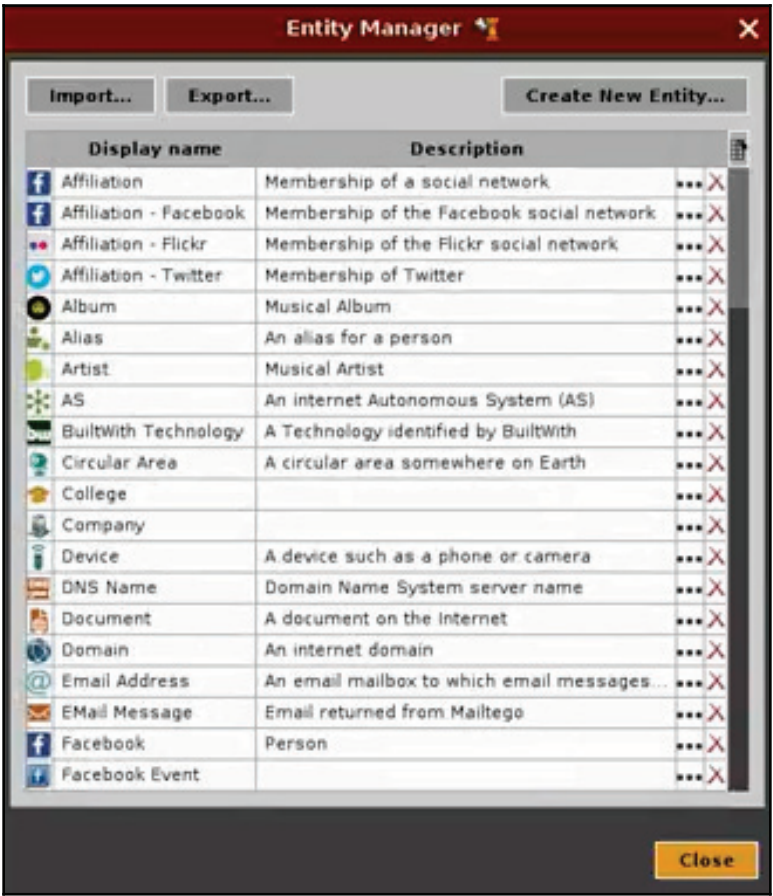 Entity Manager
Import... Export... Create New Entity...
Display name Description
Affiliation Membership of a social network
Affiliation - Facebook Membership of the Facebook social network
Affiliation - Flickr Membership of the Flickr social network
Affiliation - Twitter Membership of Twitter
Album Musical Album
Alias An alias for a person
Artist Musical Artist
AS An internet Autonomous System (AS)
BuiltWith Technology A Technology identified by BuiltWith
Circular Area A circular area somewhere on Earth
College
Company
Device A device such as a phone or camera
DNS Name Domain Name System server name
Document A document on the Internet
Domain An internet domain
Email Address An email mailbox to which email messages...
EMail Message Email returned from Mailtego
Facebook Person
Facebook Event
Close